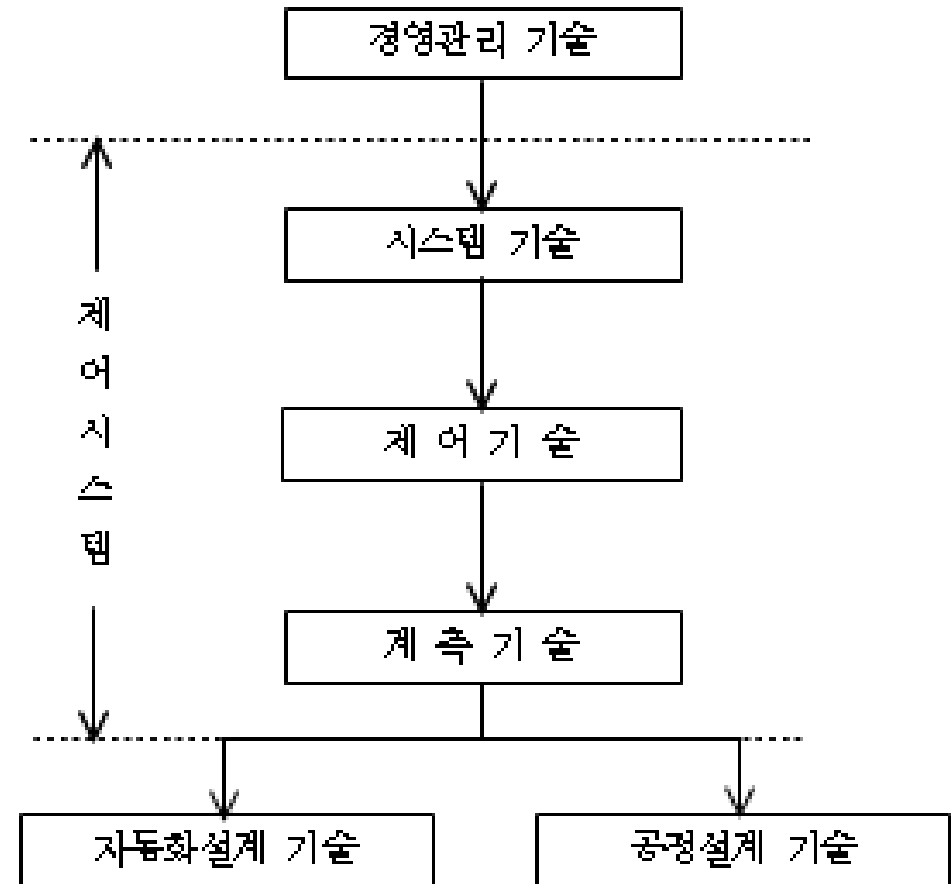 경영관리 기술
시스템 기술
제어시스템
제 어 기 술
계 측 기 술
자동화설계 기술
공정설계 기술